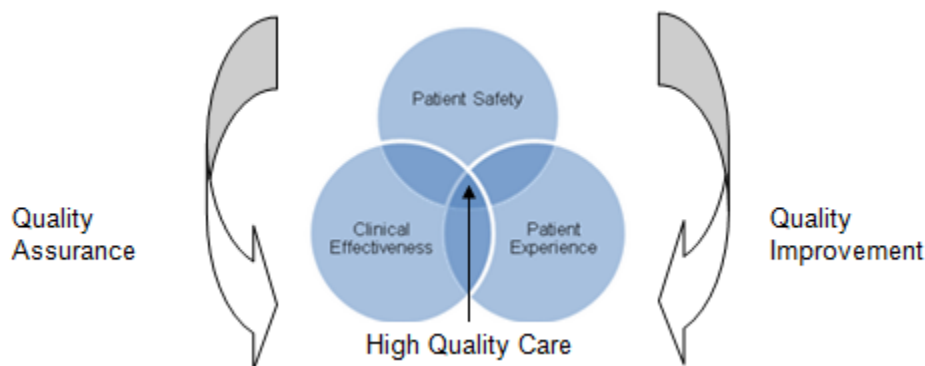 Patient Safety
Clinical
Effectiveness
Patient
Experience
Quality
Assurance
Quality
Improvement
High Quality Care